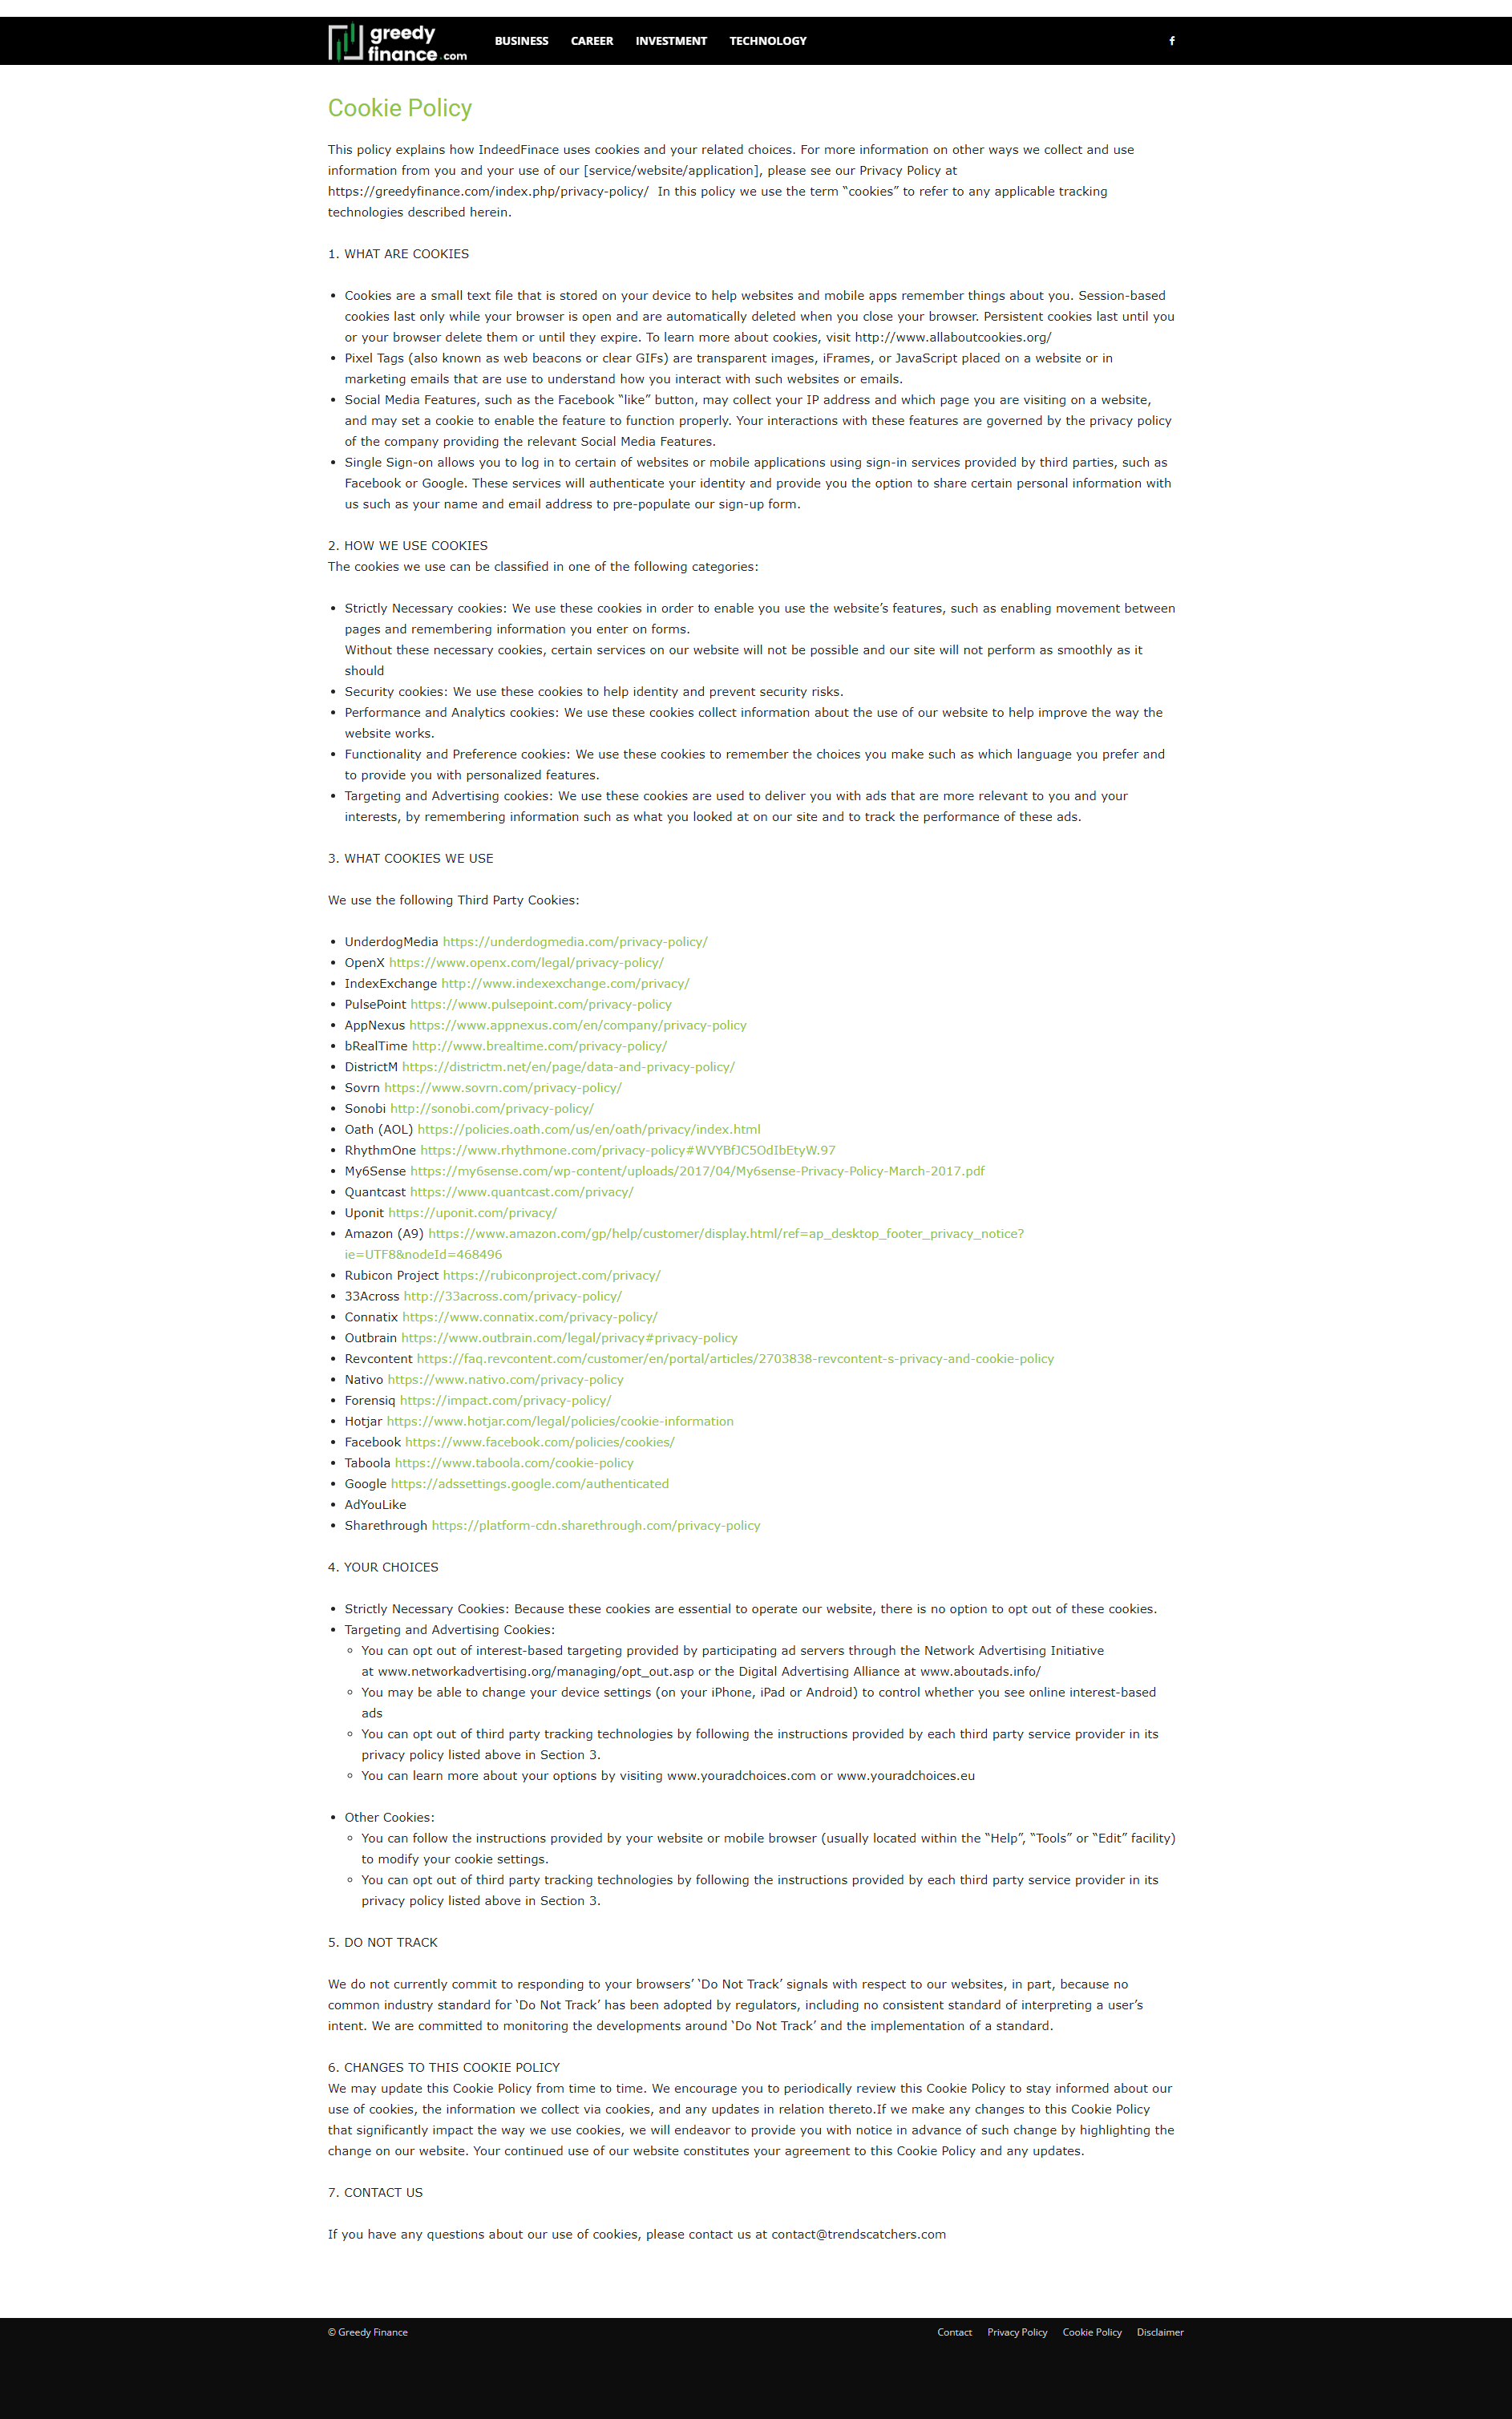 greedy
finance.com
BUSINESS CAREER INVESTMENT TECHNOLOGY
Cookie Policy
This policy explains how IndeedFinace uses cookies and your related choices. For more information on other ways we collect and use
information from you and your use of our [service/website/application], please see our Privacy Policy at
https://greedyfinance.com/index.php/privacy-policy/  In this policy we use the term “cookies” to refer to any applicable tracking
technologies described herein.
1. WHAT ARE COOKIES
• Cookies are a small text file that is stored on your device to help websites and mobile apps remember things about you. Session-based
cookies last only while your browser is open and are automatically deleted when you close your browser. Persistent cookies last until you
or your browser delete them or until they expire. To learn more about cookies, visit http://www.allaboutcookies.org/
• Pixel Tags (also known as web beacons or clear GIFs) are transparent images, iFrames, or JavaScript placed on a website or in
marketing emails that are use to understand how you interact with such websites or emails.
• Social Media Features, such as the Facebook “like” button, may collect your IP address and which page you are visiting on a website,
and may set a cookie to enable the feature to function properly. Your interactions with these features are governed by the privacy policy
of the company providing the relevant Social Media Features.
• Single Sign-on allows you to log in to certain of websites or mobile applications using sign-in services provided by third parties, such as
Facebook or Google. These services will authenticate your identity and provide you the option to share certain personal information with
us such as your name and email address to pre-populate our sign-up form.
2. HOW WE USE COOKIES
The cookies we use can be classified in one of the following categories:
• Strictly Necessary cookies: We use these cookies in order to enable you use the website’s features, such as enabling movement between
pages and remembering information you enter on forms.
Without these necessary cookies, certain services on our website will not be possible and our site will not perform as smoothly as it
should
• Security cookies: We use these cookies to help identity and prevent security risks.
• Performance and Analytics cookies: We use these cookies collect information about the use of our website to help improve the way the
website works.
• Functionality and Preference cookies: We use these cookies to remember the choices you make such as which language you prefer and
to provide you with personalized features.
• Targeting and Advertising cookies: We use these cookies are used to deliver you with ads that are more relevant to you and your
interests, by remembering information such as what you looked at on our site and to track the performance of these ads.
3. WHAT COOKIES WE USE
We use the following Third Party Cookies:
• UnderdogMedia https://underdogmedia.com/privacy-policy/
• OpenX https://www.openx.com/legal/privacy-policy/
• IndexExchange http://www.indexexchange.com/privacy/
• PulsePoint https://www.pulsepoint.com/privacy-policy
• AppNexus https://www.appnexus.com/en/company/privacy-policy
• bRealTime http://www.brealtime.com/privacy-policy/
• DistrictM https://districtm.net/en/page/data-and-privacy-policy/
• Sovrn https://www.sovrn.com/privacy-policy/
• Sonobi http://sonobi.com/privacy-policy/
• Oath (AOL) https://policies.oath.com/us/en/oath/privacy/index.html
• RhythmOne https://www.rhythmone.com/privacy-policy#WVYBfJC5OdIbEtyW.97
• My6Sense https://my6sense.com/wp-content/uploads/2017/04/My6sense-Privacy-Policy-March-2017.pdf
• Quantcast https://www.quantcast.com/privacy/
• Uponit https://uponit.com/privacy/
• Amazon (A9) https://www.amazon.com/gp/help/customer/display.html/ref=ap_desktop_footer_privacy_notice?
ie=UTF8&nodeId=468496
• Rubicon Project https://rubiconproject.com/privacy/
• 33Across http://33across.com/privacy-policy/
• Connatix https://www.connatix.com/privacy-policy/
• Outbrain https://www.outbrain.com/legal/privacy#privacy-policy
• Revcontent https://faq.revcontent.com/customer/en/portal/articles/2703838-revcontent-s-privacy-and-cookie-policy
• Nativo https://www.nativo.com/privacy-policy
• Forensiq https://impact.com/privacy-policy/
• Hotjar https://www.hotjar.com/legal/policies/cookie-information
• Facebook https://www.facebook.com/policies/cookies/
• Taboola https://www.taboola.com/cookie-policy
• Google https://adssettings.google.com/authenticated
• AdYouLike
• Sharethrough https://platform-cdn.sharethrough.com/privacy-policy
4. YOUR CHOICES
• Strictly Necessary Cookies: Because these cookies are essential to operate our website, there is no option to opt out of these cookies.
• Targeting and Advertising Cookies:
◦ You can opt out of interest-based targeting provided by participating ad servers through the Network Advertising Initiative
at www.networkadvertising.org/managing/opt_out.asp or the Digital Advertising Alliance at www.aboutads.info/
◦ You may be able to change your device settings (on your iPhone, iPad or Android) to control whether you see online interest-based
ads
◦ You can opt out of third party tracking technologies by following the instructions provided by each third party service provider in its
privacy policy listed above in Section 3.
◦ You can learn more about your options by visiting www.youradchoices.com or www.youradchoices.eu
• Other Cookies:
◦ You can follow the instructions provided by your website or mobile browser (usually located within the “Help”, “Tools” or “Edit” facility)
to modify your cookie settings.
◦ You can opt out of third party tracking technologies by following the instructions provided by each third party service provider in its
privacy policy listed above in Section 3.
5. DO NOT TRACK
We do not currently commit to responding to your browsers’ ‘Do Not Track’ signals with respect to our websites, in part, because no
common industry standard for ‘Do Not Track’ has been adopted by regulators, including no consistent standard of interpreting a user’s
intent. We are committed to monitoring the developments around ‘Do Not Track’ and the implementation of a standard.
6. CHANGES TO THIS COOKIE POLICY
We may update this Cookie Policy from time to time. We encourage you to periodically review this Cookie Policy to stay informed about our
use of cookies, the information we collect via cookies, and any updates in relation thereto.If we make any changes to this Cookie Policy
that significantly impact the way we use cookies, we will endeavor to provide you with notice in advance of such change by highlighting the
change on our website. Your continued use of our website constitutes your agreement to this Cookie Policy and any updates.
7. CONTACT US
If you have any questions about our use of cookies, please contact us at contact@trendscatchers.com
© Greedy Finance Contact Privacy Policy Cookie Policy Disclaimer